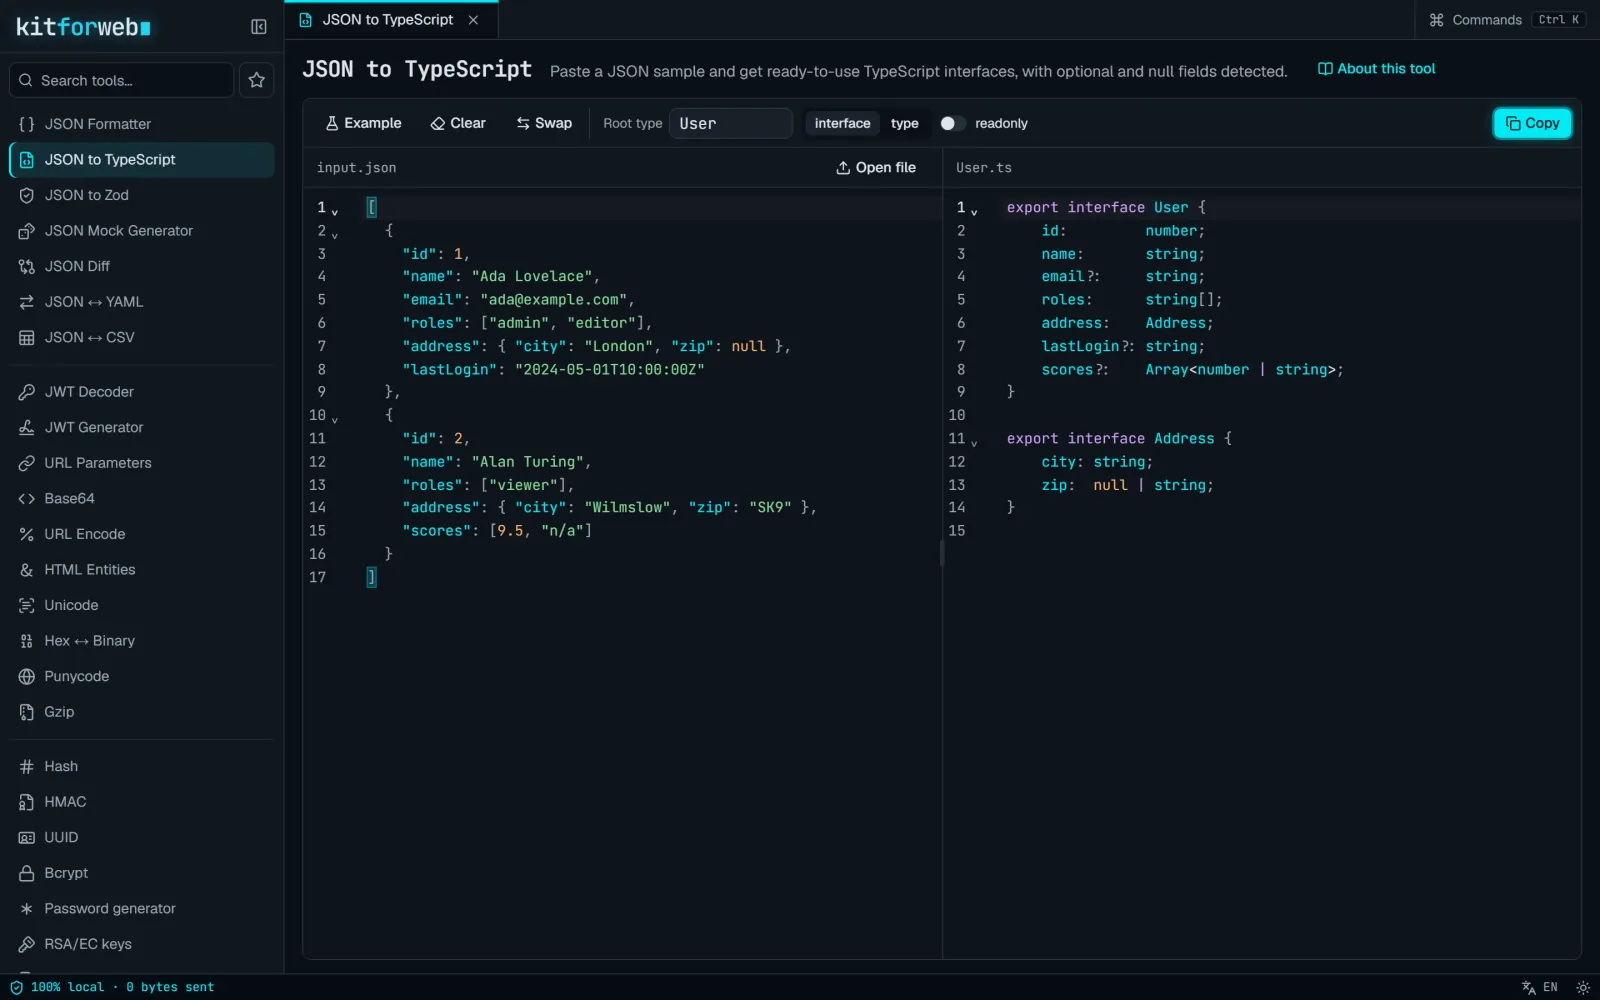 kitforweb
Search tools...
JSON Formatter
JSON to TypeScript
JSON to Zod
JSON Mock Generator
JSON Diff
JSON ↔ YAML
JSON ↔ CSV
JWT Decoder
JWT Generator
URL Parameters
Base64
URL Encode
HTML Entities
Unicode
Hex ↔ Binary
Punycode
Gzip
Hash
HMAC
UUID
Bcrypt
Password generator
RSA/EC keys
100% local · 0 bytes sent
JSON to TypeScript
Commands Ctrl K
JSON to TypeScript Paste a JSON sample and get ready-to-use TypeScript interfaces, with optional and null fields detected. About this tool
Example Clear Swap Root type User interface type readonly Copy
input.json Open file
1 [
2 {
3 "id": 1,
4 "name": "Ada Lovelace",
5 "email": "ada@example.com",
6 "roles": ["admin", "editor"],
7 "address": { "city": "London", "zip": null },
8 "lastLogin": "2024-05-01T10:00:00Z"
9 },
10 {
11 "id": 2,
12 "name": "Alan Turing",
13 "roles": ["viewer"],
14 "address": { "city": "Wilmslow", "zip": "SK9" },
15 "scores": [9.5, "n/a"]
16 }
17 ]
User.ts
1 export interface User {
2 id: number;
3 name: string;
4 email?: string;
5 roles: string[];
6 address: Address;
7 lastLogin?: string;
8 scores?: Array<number | string>;
9 }
10
11 export interface Address {
12 city: string;
13 zip: null | string;
14 }
15
EN